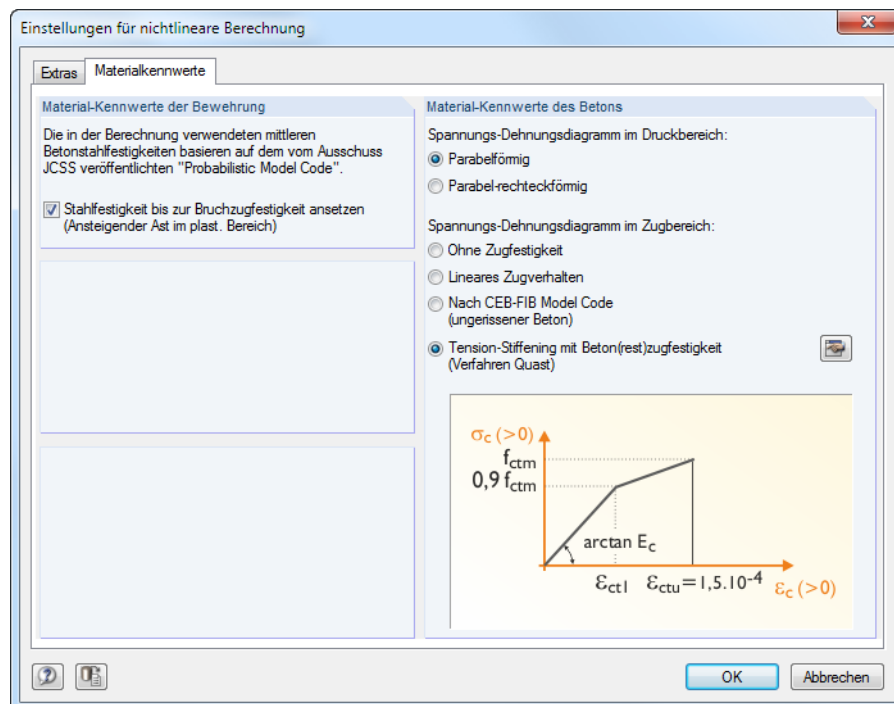 Einstellungen für nichtlineare Berechnung
Extras
Materialkennwerte
Material-Kennwerte der Bewehrung
Die in der Berechnung verwendeten mittleren
Betonstahlfestigkeiten basieren auf dem vom Ausschuss
JCSS veröffentlichten "Probabilistic Model Code".
Stahlfestigkeit bis zur Bruchzugfestigkeit ansetzen
(Ansteigender Ast im plast. Bereich)
Material-Kennwerte des Betons
Spannungs-Dehnungsdiagramm im Druckbereich:
Parabelförmig
Parabel-rechteckförmig
Spannungs-Dehnungsdiagramm im Zugbereich:
Ohne Zugfestigkeit
Lineares Zugverhalten
Nach CEB-FIB Model Code
(ungerissener Beton)
Tension-Stiffening mit Beton(rest)zugfestigkeit
(Verfahren Quast)
σc (>0)
fctm
0,9 fctm
arctan Ec
εct1 εctu=1,5.10-4 εc (>0)
OK
Abbrechen